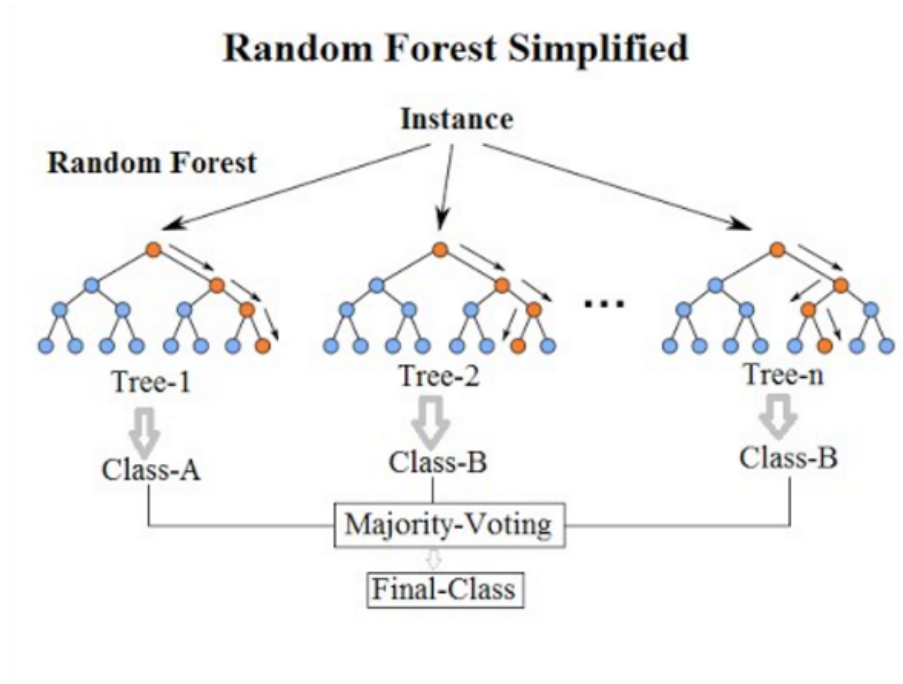 Random Forest Simplified
Instance
Random Forest
...
Tree-1
Tree-2
Tree-n
Class-A
Class-B
Class-B
Majority-Voting
Final-Class